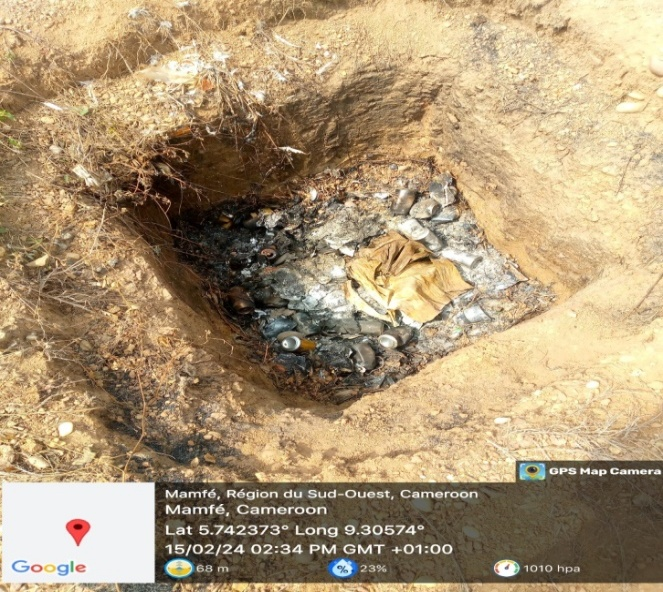 GPS Map Camera
Mamfé, Région du Sud-Ouest, Cameroon
Mamfé, Cameroon
Lat 5.742373° Long 9.30574°
15/02/24 02:34 PM GMT +01:00
68 m 23% 1010 hpa
Google